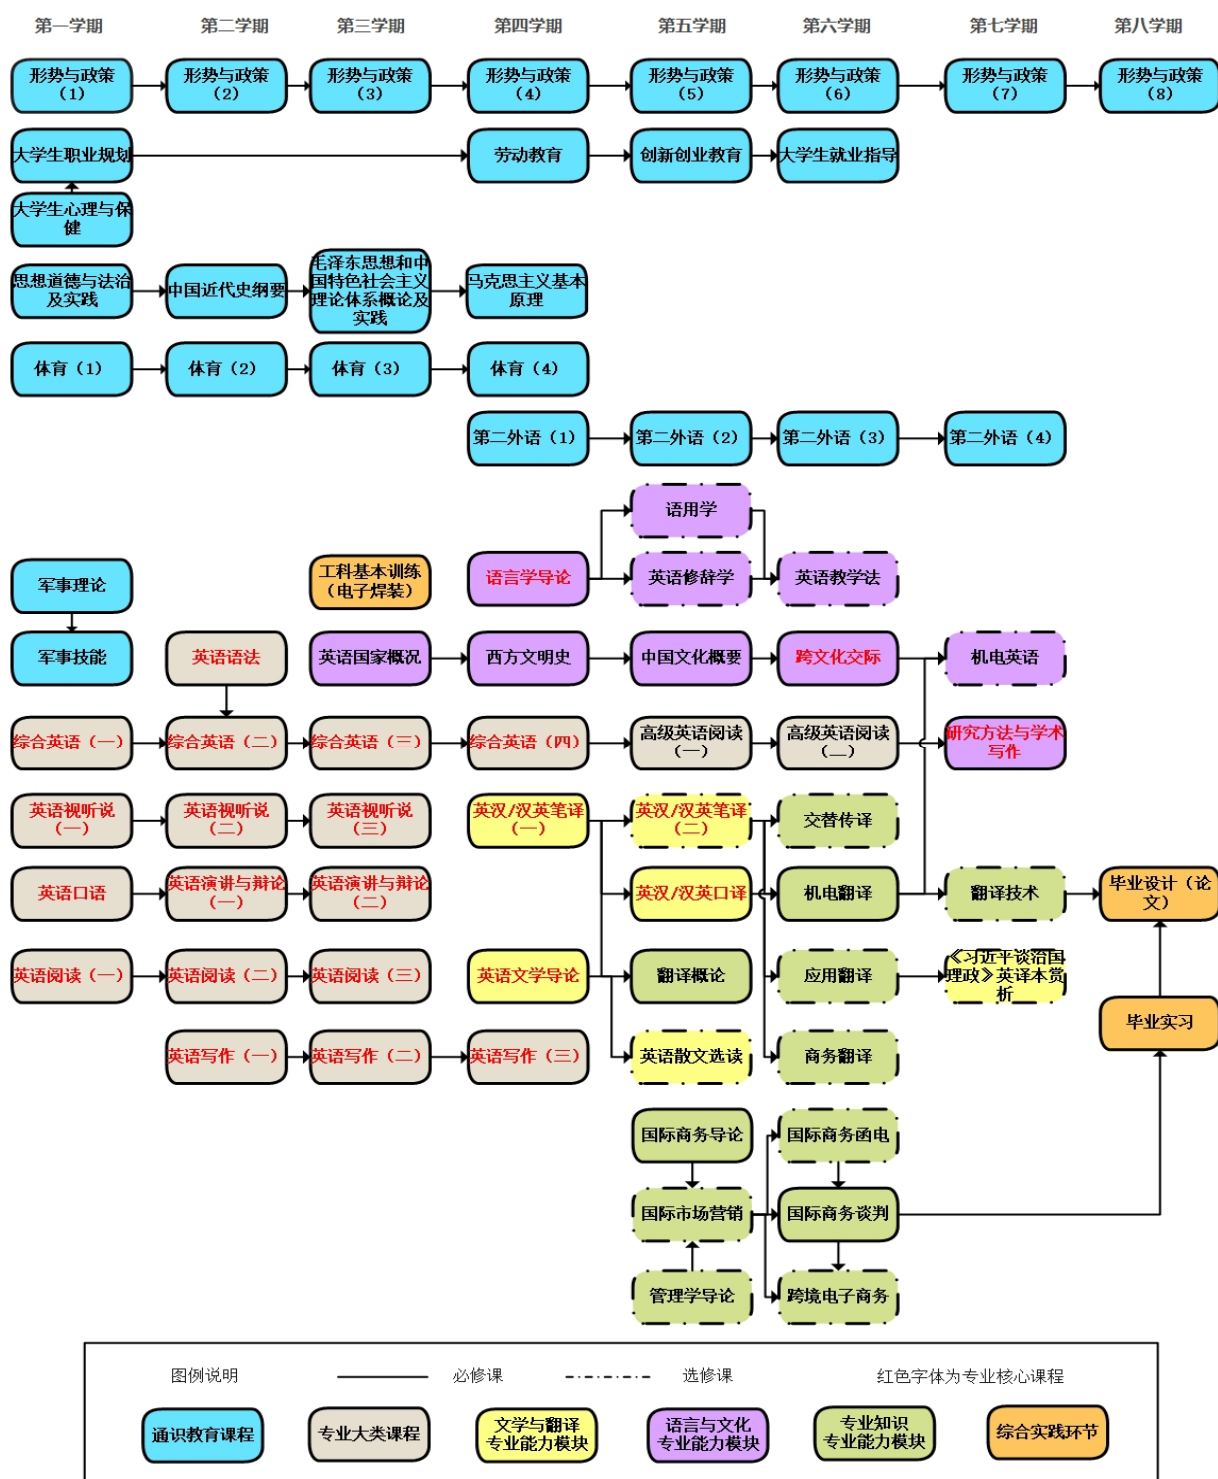 第一学期 第二学期 第三学期 第四学期 第五学期 第六学期 第七学期 第八学期
形势与政策 形势与政策 形势与政策 形势与政策 形势与政策 形势与政策 形势与政策 形势与政策
（1） （2） （3） （4） （5） （6） （7） （8）
大学生职业规划 劳动教育 创新创业教育 大学生就业指导
大学生心理与保
健
思想道德与法治
及实践
中国近代史纲要
毛泽东思想和中
国特色社会主义
理论体系概论及
实践
马克思主义基本
原理
体育（1） 体育（2） 体育（3） 体育（4）
第二外语（1） 第二外语（2） 第二外语（3） 第二外语（4）
语用学
军事理论
工科基本训练
（电子焊装）
语言学导论 英语修辞学 英语教学法
军事技能 英语语法 英语国家概况 西方文明史 中国文化概要 跨文化交际 机电英语
综合英语（一） 综合英语（二） 综合英语（三） 综合英语（四）
高级英语阅读
（一）
高级英语阅读
（二）
研究方法与学术
写作
英语视听说
（一）
英语视听说
（二）
英语视听说
（三）
英汉/汉英笔译
（一）
英汉/汉英笔译
（二）
交替传译
英语口语
英语演讲与辩论
（一）
英语演讲与辩论
（二）
英汉/汉英口译 机电翻译 翻译技术
毕业设计（论
文）
英语阅读（一） 英语阅读（二） 英语阅读（三） 英语文学导论 翻译概论 应用翻译
《习近平谈治国
理政》英译本赏
析
毕业实习
英语写作（一） 英语写作（二） 英语写作（三） 英语散文选读 商务翻译
国际商务导论 国际商务函电
国际市场营销 国际商务谈判
管理学导论 跨境电子商务
图例说明 必修课 选修课 红色字体为专业核心课程
通识教育课程 专业大类课程
文学与翻译
专业能力模块
语言与文化
专业能力模块
专业知识
专业能力模块
综合实践环节